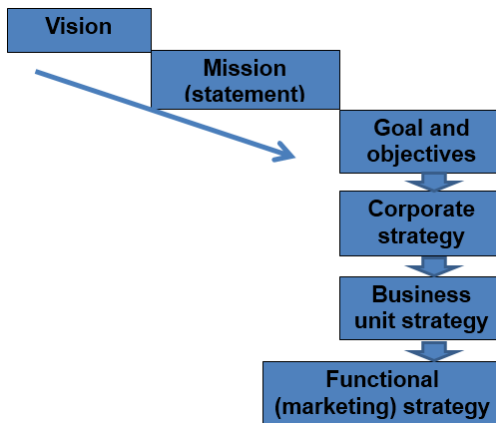 Vision
Mission
(statement)
Goal and
objectives
Corporate
strategy
Business
unit strategy
Functional
(marketing) strategy